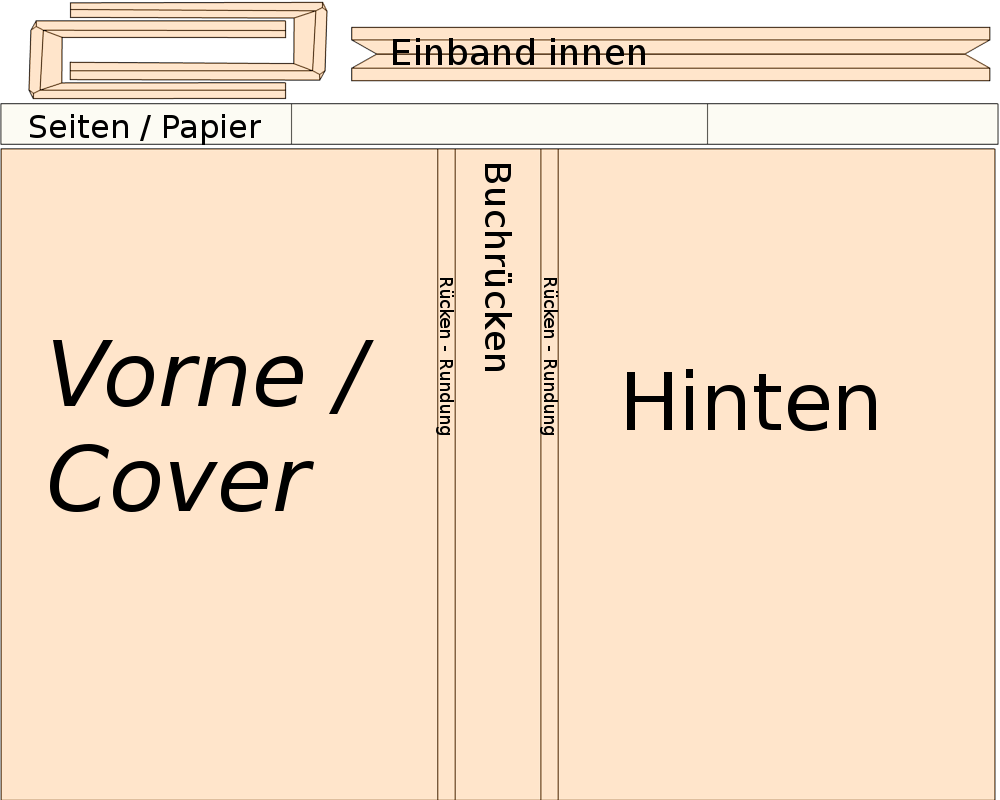 Einband innen
Seiten / Papier
Vorne /
Cover
Rücken - Rundung
Buchrücken
Rücken - Rundung
Hinten